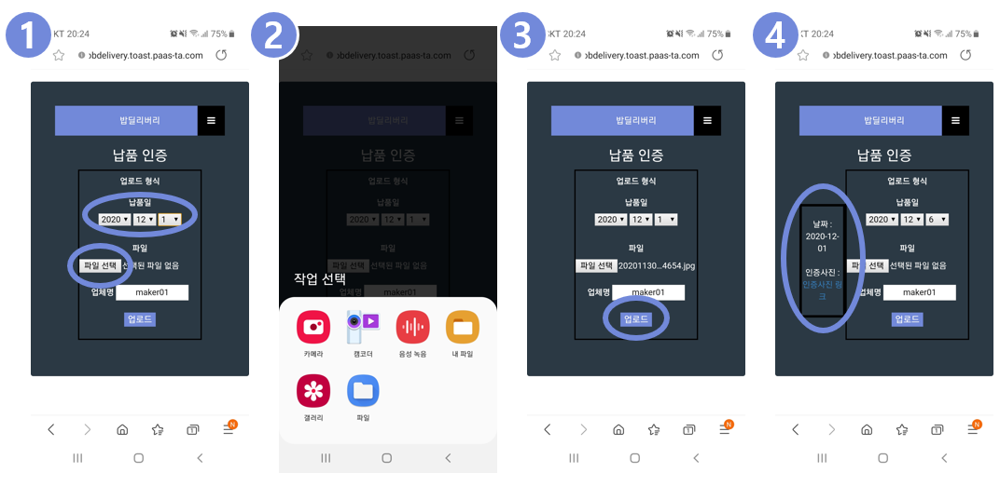 1
KT 20:24
75%
obdelivery.toast.paas-ta.com
밥딜리버리
납품 인증
업로드 형식
납품일
2020 12 1
파일
파일 선택 선택된 파일 없음
업체명 maker01
업로드
1
N
2
obdelivery.toast.paas-ta.com
밥딜리버리
납품 인증
업로드 형식
납품일
2020 12 1
파일
파일 선택 선택된 파일 없음
작업 선택
업체명 maker01
카메라 캠코더 음성 녹음 내 파일
갤러리 파일
3
KT 20:24
75%
obdelivery.toast.paas-ta.com
밥딜리버리
납품 인증
업로드 형식
납품일
2020 12 1
파일
파일 선택 20201130...4654.jpg
업체명 maker01
업로드
1
N
4
KT 20:24
75%
obdelivery.toast.paas-ta.com
밥딜리버리
납품 인증
업로드 형식
납품일
2020 12 6
파일
파일 선택 선택된 파일 없음
업체명 maker01
업로드
날짜 :
2020-12-
01
인증사진 :
인증사진 링
크
1
N